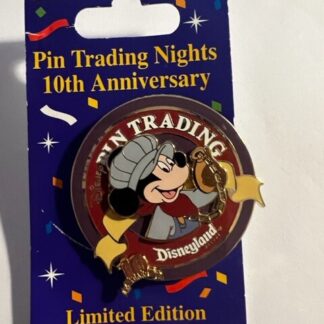 Pin Trading Nights
10th Anniversary
PIN TRADING
Disneyland
Limited Edition